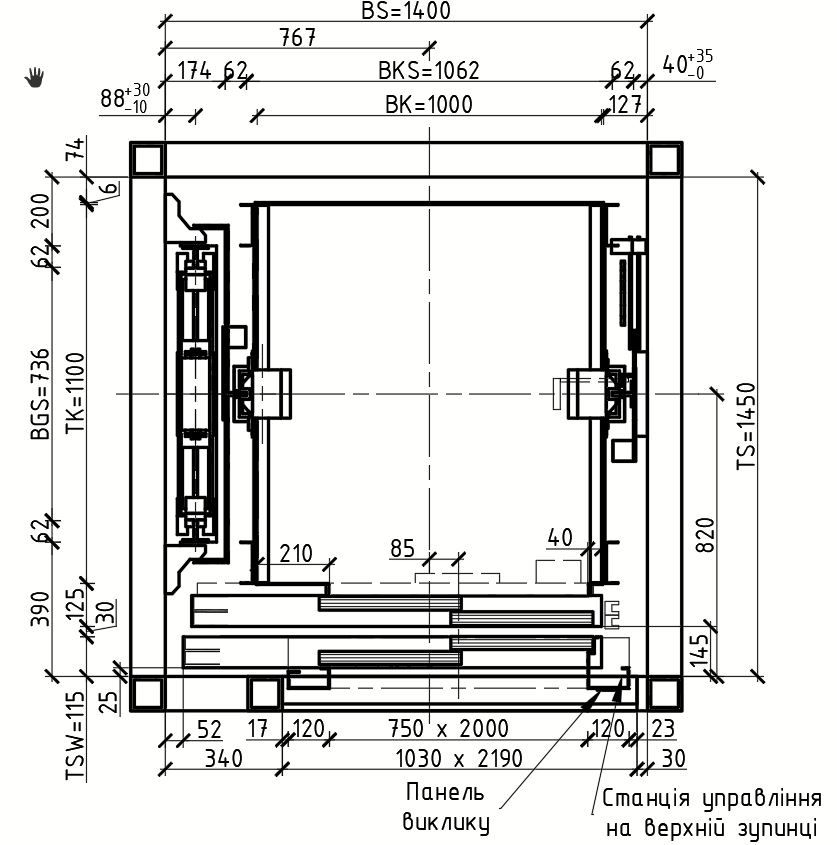 BS=1400
767
174
62
BKS=1062
62
40+35-0
88+30-10
BK=1000
127
74
6
200
62
BGS=736
TK=1100
TS=1450
820
62
40
85
210
390
125
30
145
25
TSW=115
52
17
120
750 x 2000
120
23
340
1030 x 2190
30
Панель
виклику
Станція управління
на верхній зупинці